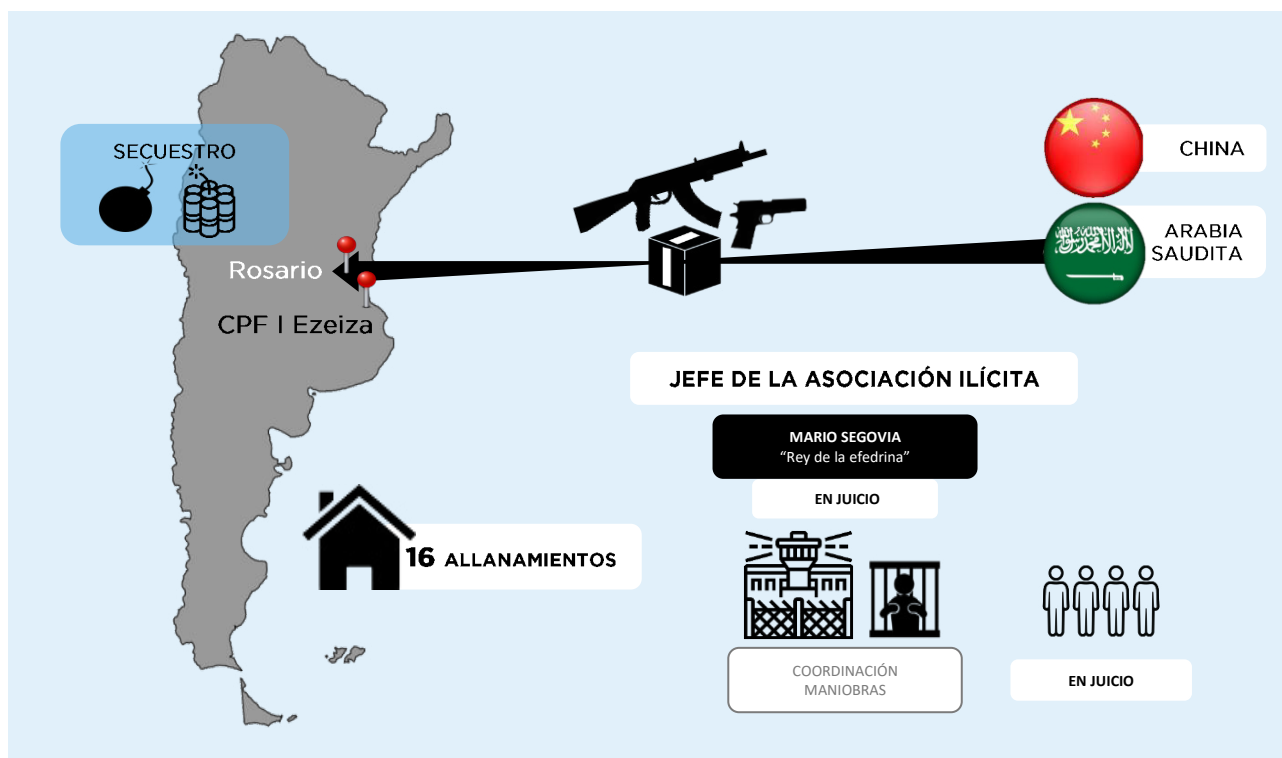 SECUESTRO
CHINA
ARABIA
SAUDITA
Rosario
CPF I Ezeiza
JEFE DE LA ASOCIACIÓN ILÍCITA
MARIO SEGOVIA
“Rey de la efedrina”
EN JUICIO
16 ALLANAMIENTOS
COORDINACIÓN
MANIOBRAS
EN JUICIO